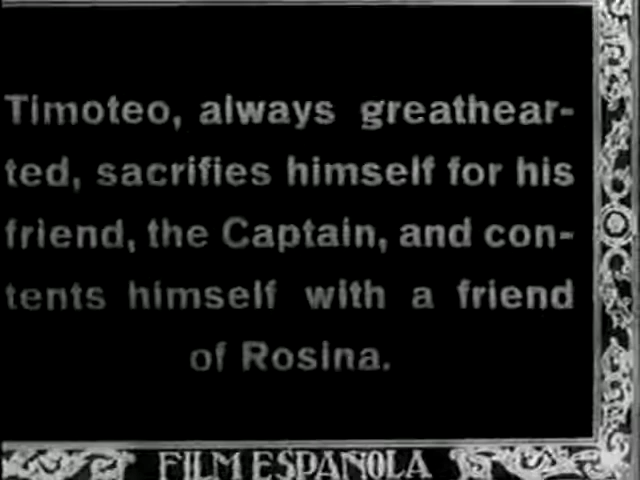 Timoteo, always greathear-
ted, sacrifies himself for his
friend, the Captain, and con-
tents himself with a friend
of Rosina.
FILM ESPAÑOLA